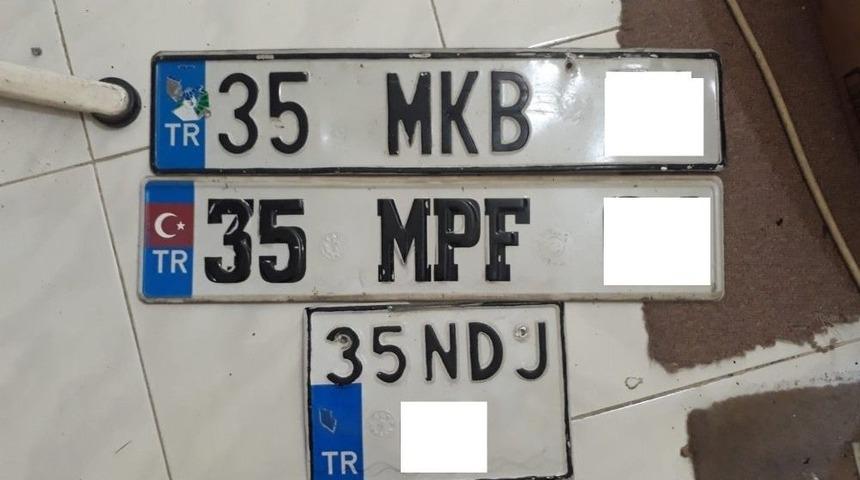 TR 35 MKB
TR 35 MPF
35 NDJ
TR